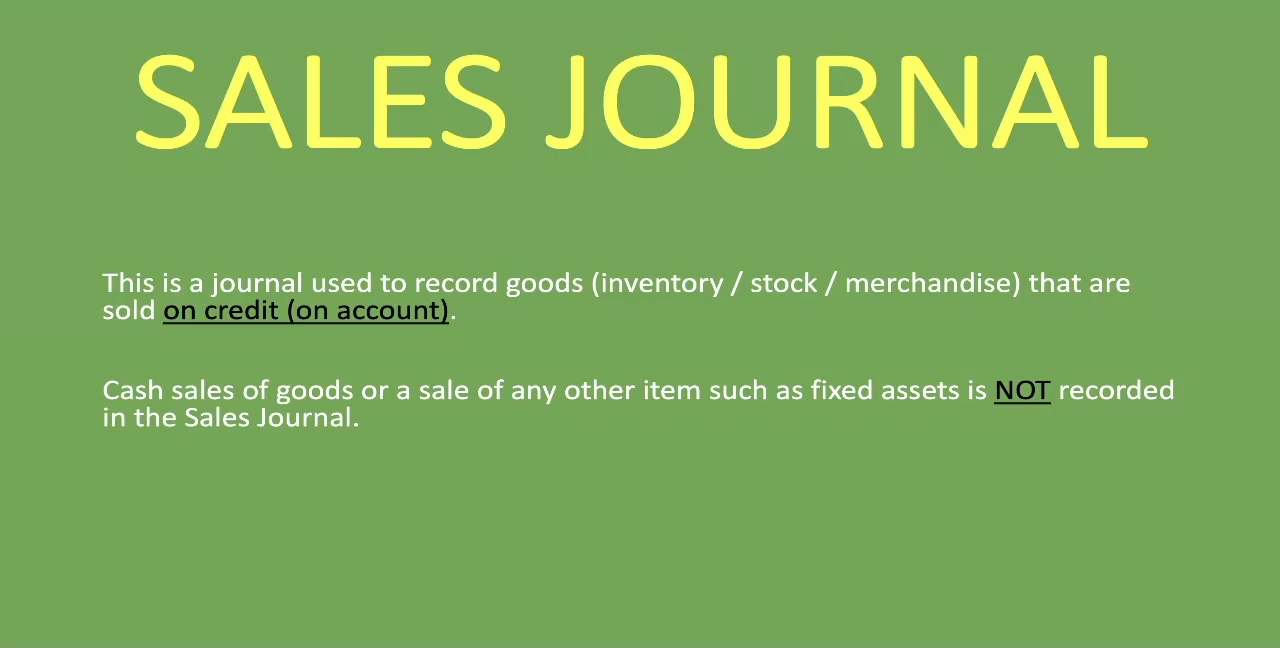 SALES JOURNAL
This is a journal used to record goods (inventory / stock / merchandise) that are
sold on credit (on account).
Cash sales of goods or a sale of any other item such as fixed assets is NOT recorded
in the Sales Journal.